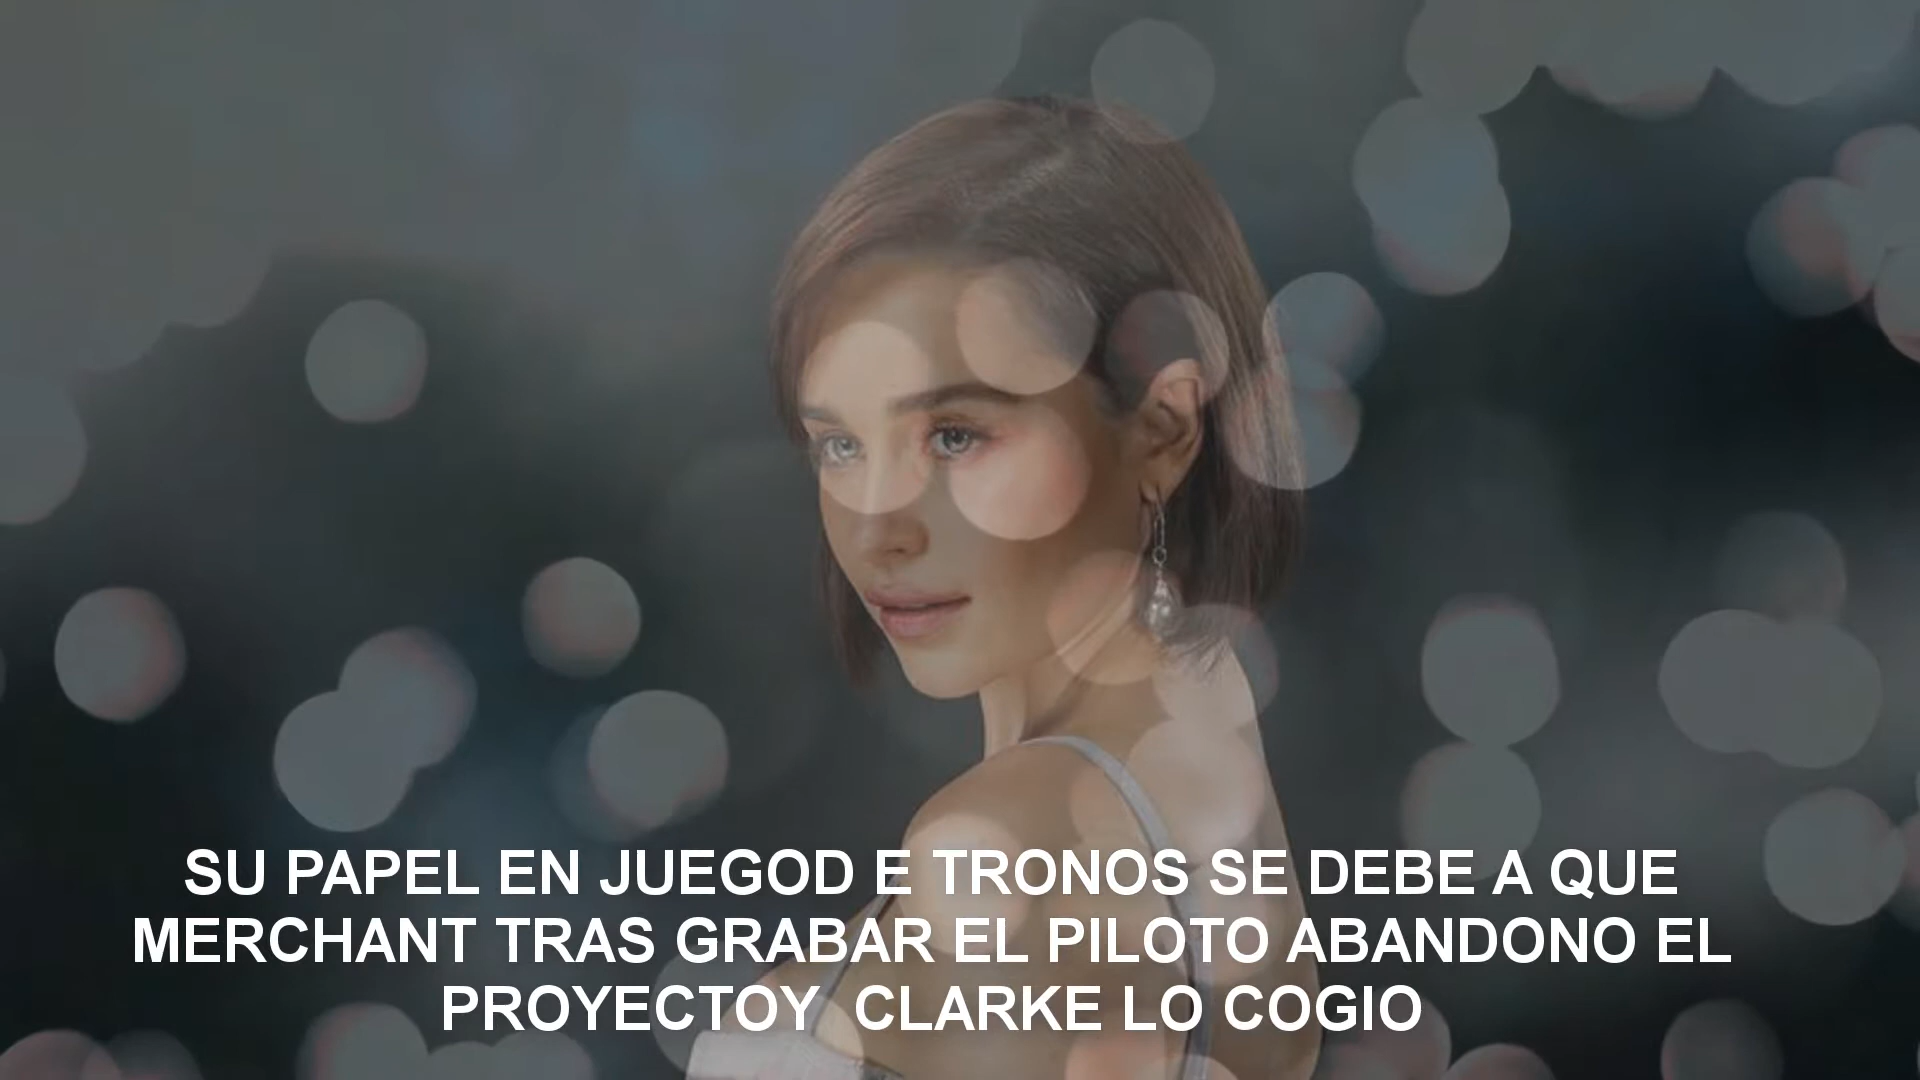 SU PAPEL EN JUEGOD E TRONOS SE DEBE A QUE
MERCHANT TRAS GRABAR EL PILOTO ABANDONO EL
PROYECTOY  CLARKE LO COGIO